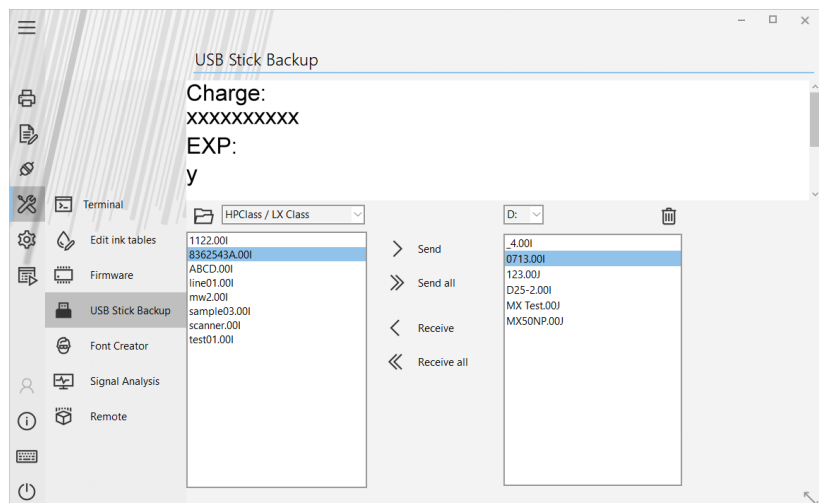 USB Stick Backup
Charge:
xxxxxxxxxx
EXP:
y
Terminal
Edit ink tables
Firmware
USB Stick Backup
Font Creator
Signal Analysis
Remote
HPClass / LX Class
1122.00I
8362543A.00I
ABCD.00I
line01.00I
mw2.00I
sample03.00I
scanner.00I
test01.00I
Send
Send all
Receive
Receive all
D:
_4.00I
0713.00I
123.00J
D25-2.00I
MX Test.00J
MX50NP.00J